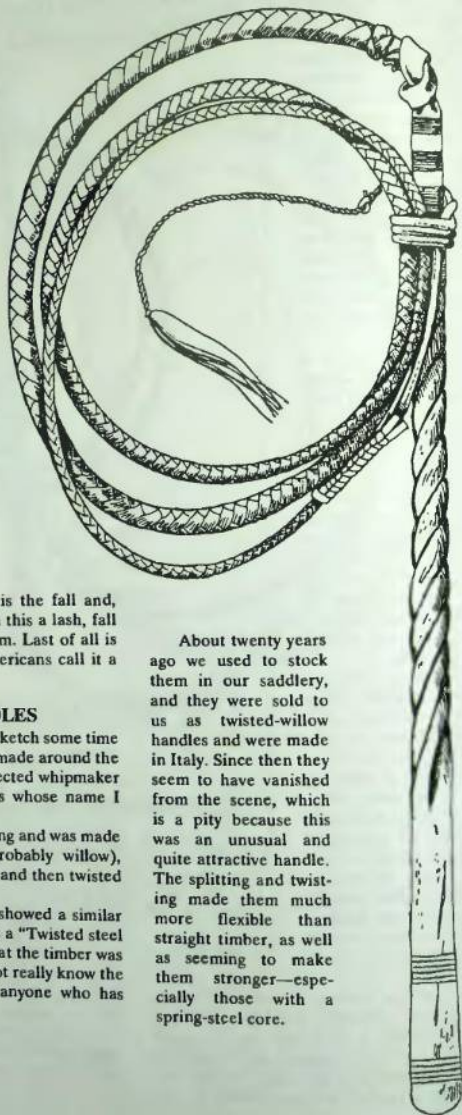 is the fall and,
this a lash, fall
m. Last of all is
ericans call it a
LES
ketch some time
made around the
ected whipmaker
s whose name I
ng and was made
robably willow),
and then twisted
showed a similar
a "Twisted steel
at the timber was
ot really know the
anyone who has
About twenty years
ago we used to stock
them in our saddlery,
and they were sold to
us as twisted-willow
handles and were made
in Italy. Since then they
seem to have vanished
from the scene, which
is a pity because this
was an unusual and
quite attractive handle.
The splitting and twist-
ing made them much
more flexible than
straight timber, as well
as seeming to make
them stronger—espe-
cially those with a
spring-steel core.